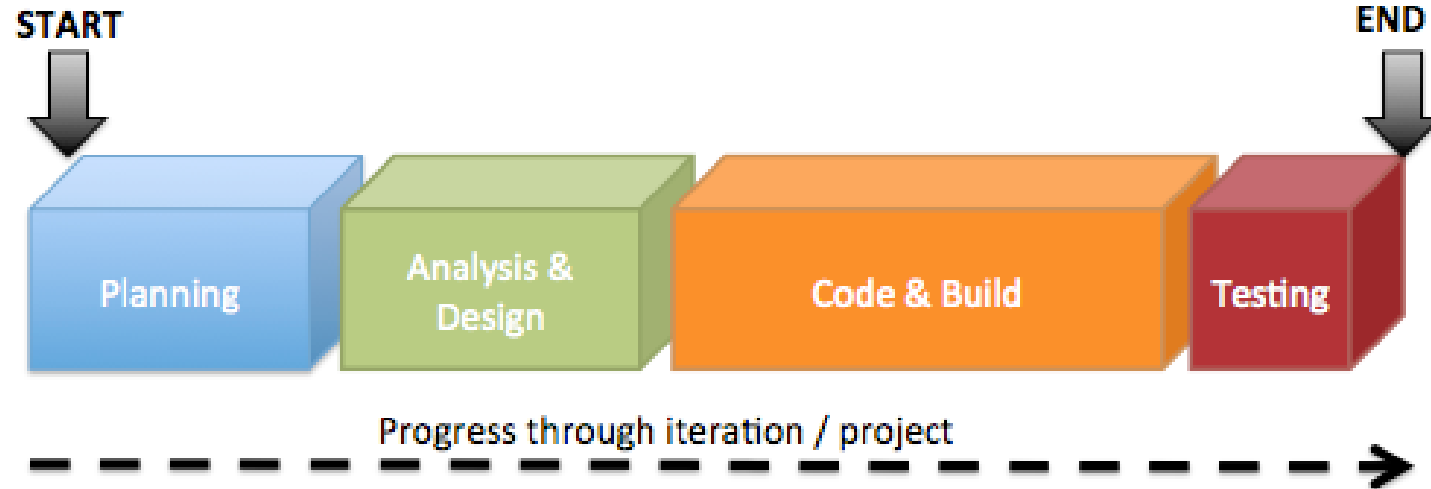 START
END
Planning
Analysis &
Design
Code & Build
Testing
Progress through iteration / project